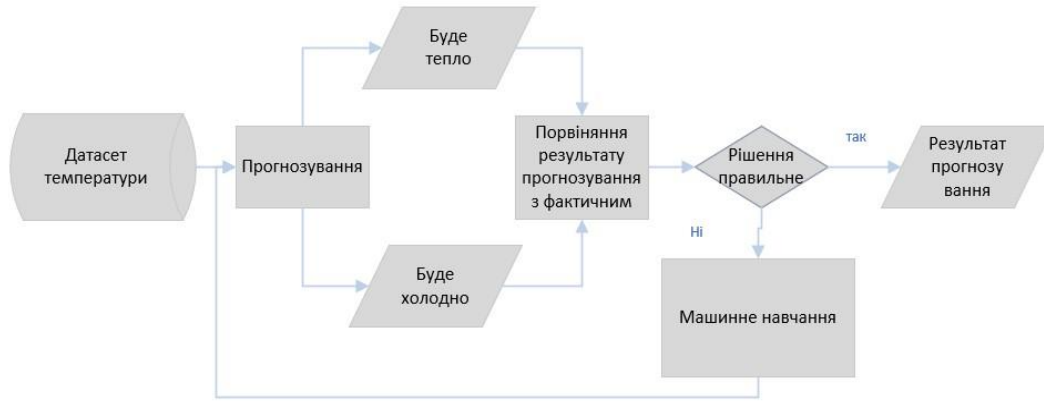 Датасет
температури
Прогнозування
Буде
тепло
Буде
холодно
Порвіняння
результату
прогнозування
з фактичним
Рішення
правильне
так
Результат
прогнозу
вання
Ні
Машинне навчання